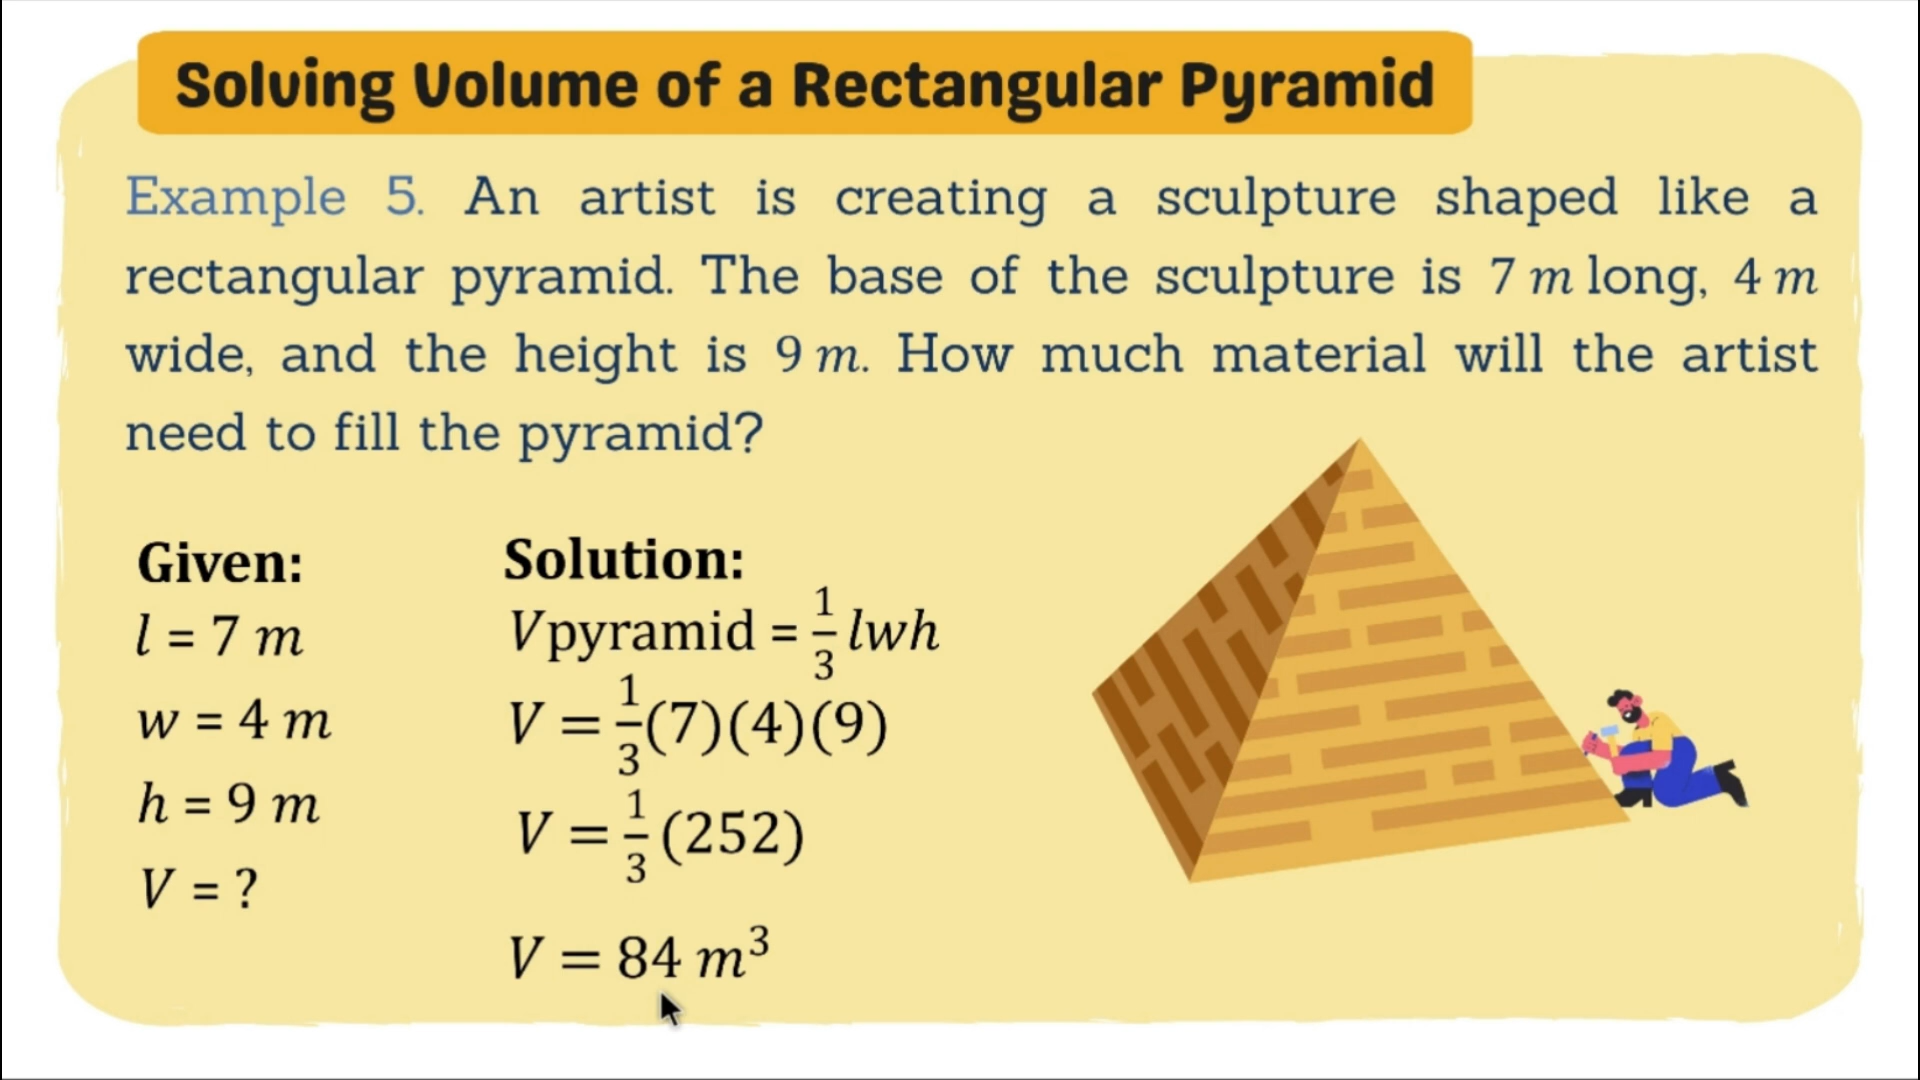 Solving Volume of a Rectangular Pyramid
Example 5. An artist is creating a sculpture shaped like a
rectangular pyramid. The base of the sculpture is 7 m long, 4 m
wide, and the height is 9 m. How much material will the artist
need to fill the pyramid?
Given:
l = 7 m
w = 4 m
h = 9 m
V = ?
Solution:
Vpyramid = 1/3 lwh
V = 1/3 (7)(4)(9)
V = 1/3 (252)
V = 84 m³